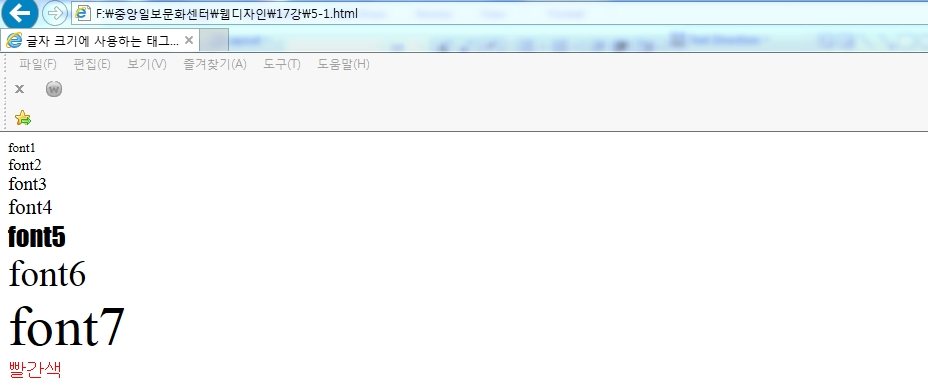 F:₩중앙일보문화센터₩웹디자인₩17강₩5-1.html
글자 크기에 사용하는 태그...
파일(F) 편집(E) 보기(V) 즐겨찾기(A) 도구(T) 도움말(H)
font1
font2
font3
font4
font5
font6
font7
빨간색